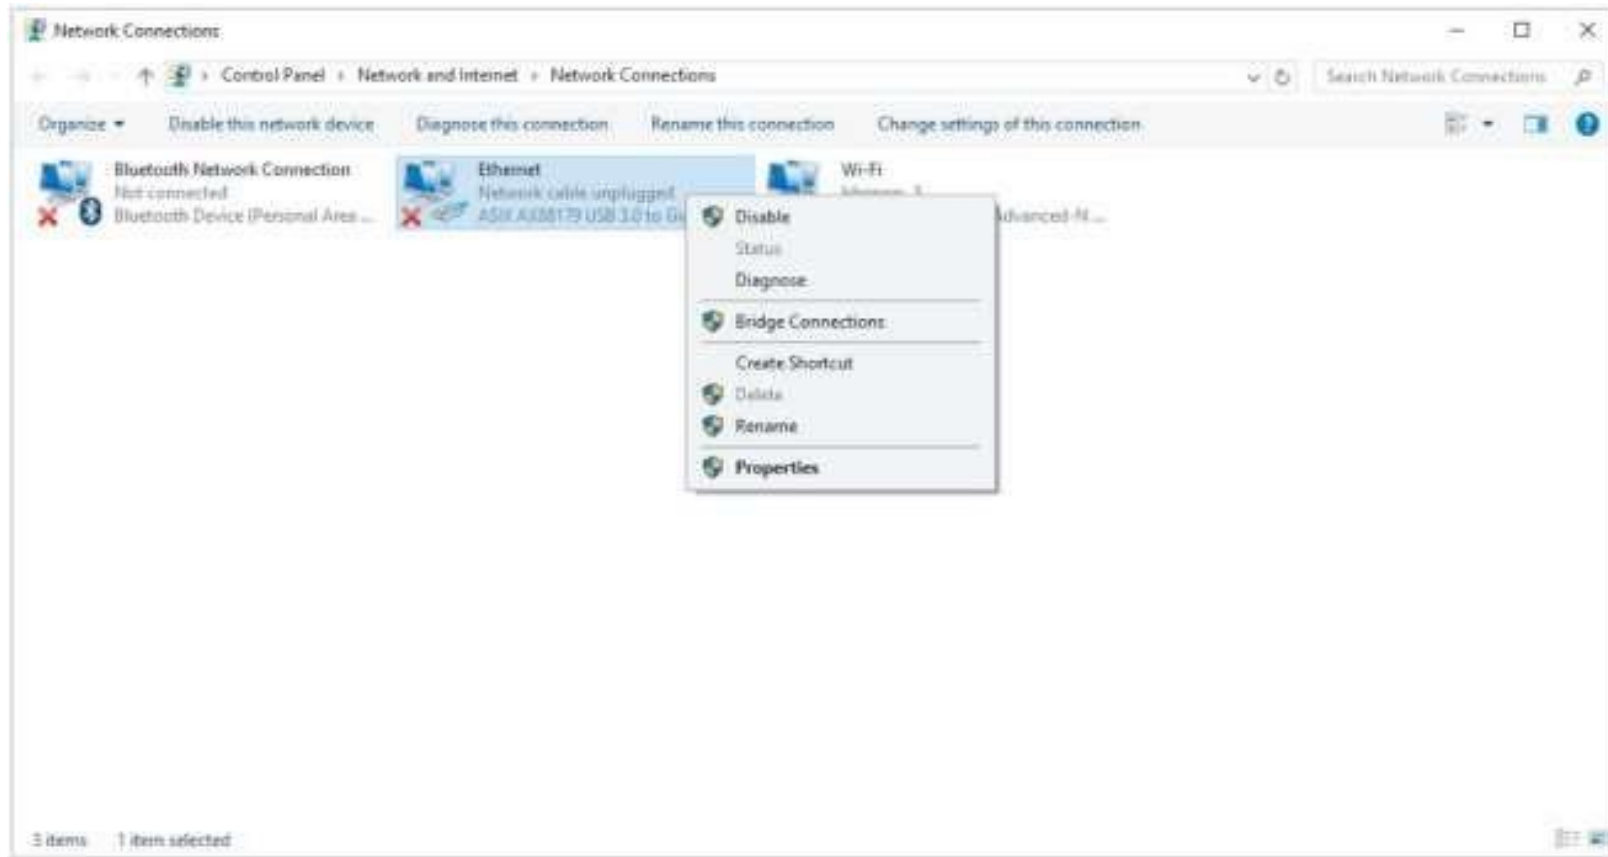 Network Connections
Control Panel › Network and Internet › Network Connections
Search Network Connections
Organize Disable this network device Diagnose this connection Rename this connection Change settings of this connection
Bluetooth Network Connection
Not connected
Bluetooth Device (Personal Area ...
Ethernet
Network cable unplugged
ASIX AX88179 USB 3.0 to Gi
Wi-Fi
Advanced-N ...
Disable
Status
Diagnose
Bridge Connections
Create Shortcut
Delete
Rename
Properties
3 items 1 item selected